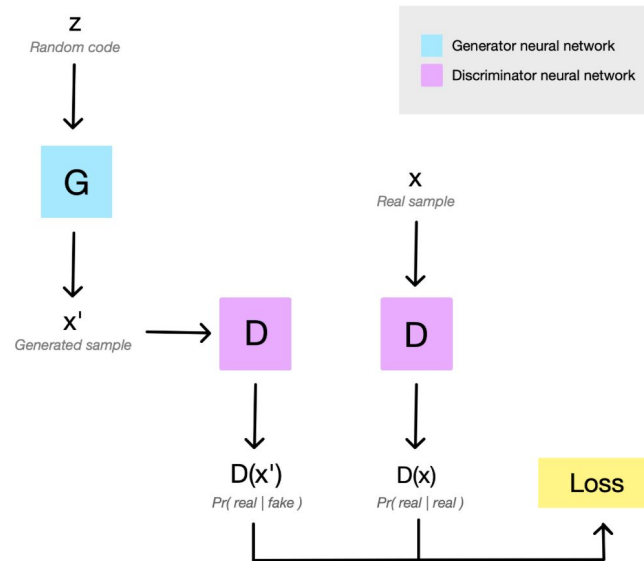 z
Random code
Generator neural network
Discriminator neural network
G
x
Real sample
x'
Generated sample
D
D
D(x')
Pr( real | fake )
D(x)
Pr( real | real )
Loss